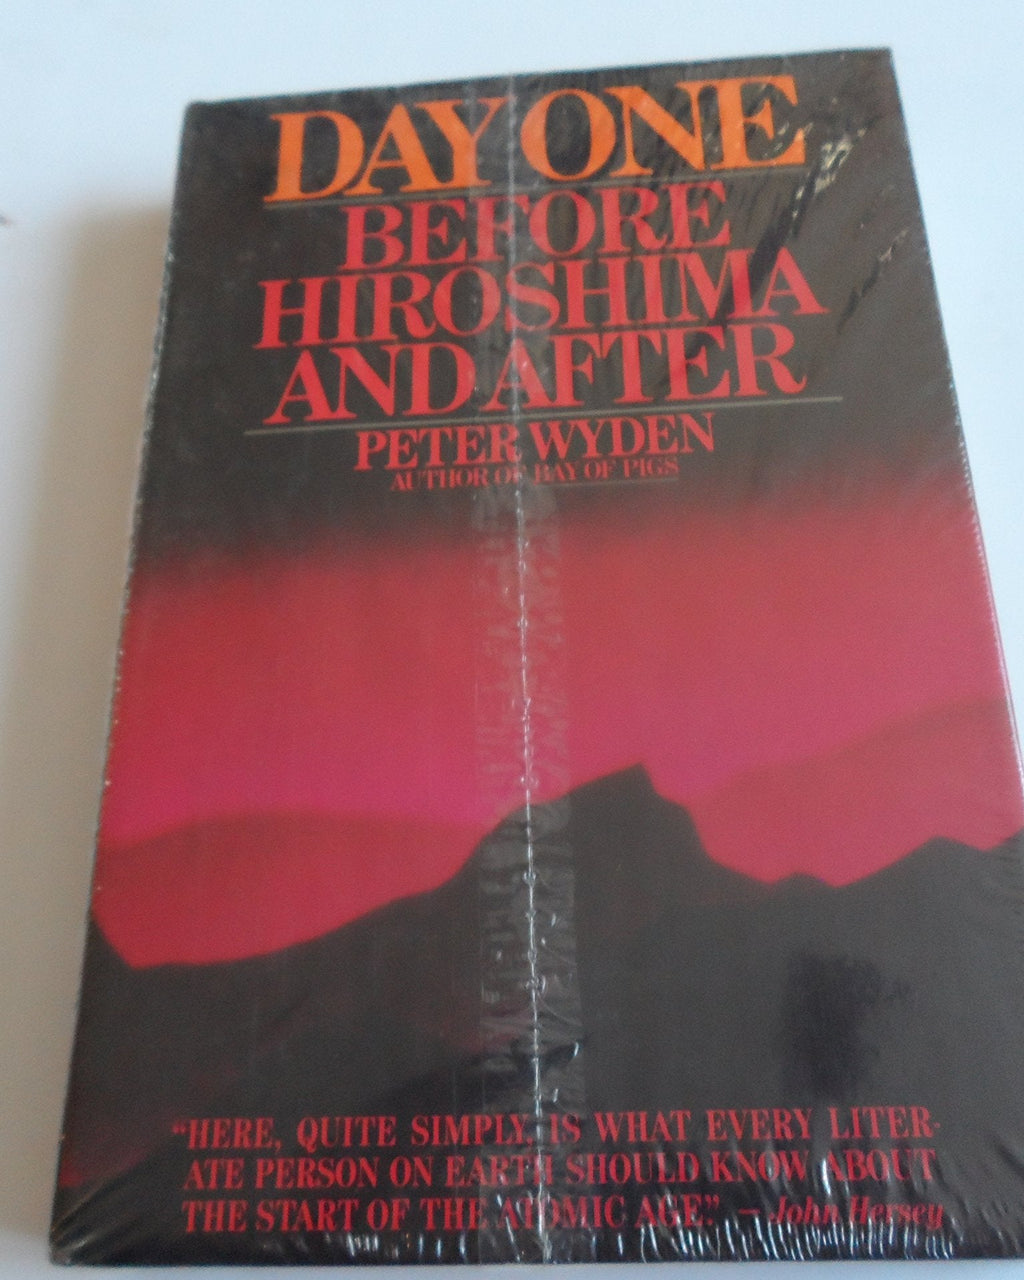 DAY ONE
BEFORE
HIROSHIMA
AND AFTER
PETER WYDEN
AUTHOR OF BAY OF PIGS
“HERE, QUITE SIMPLY, IS WHAT EVERY LITER-
ATE PERSON ON EARTH SHOULD KNOW ABOUT
THE START OF THE ATOMIC AGE.” — John Hersey